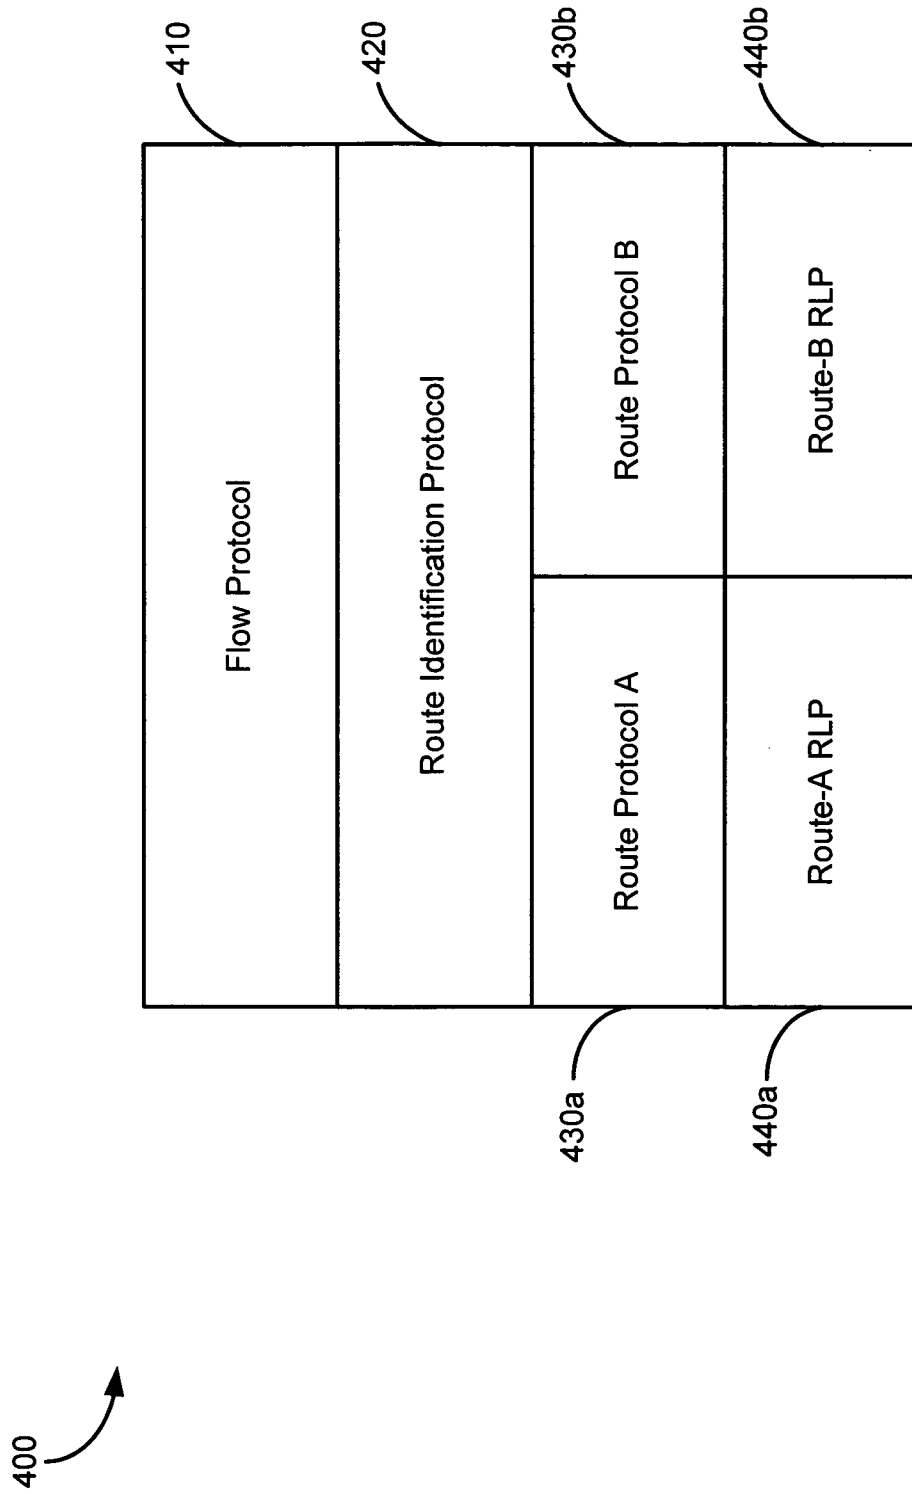 400
Flow Protocol
410
Route Identification Protocol
420
430a
Route Protocol A
Route Protocol B
430b
440a
Route-A RLP
Route-B RLP
440b